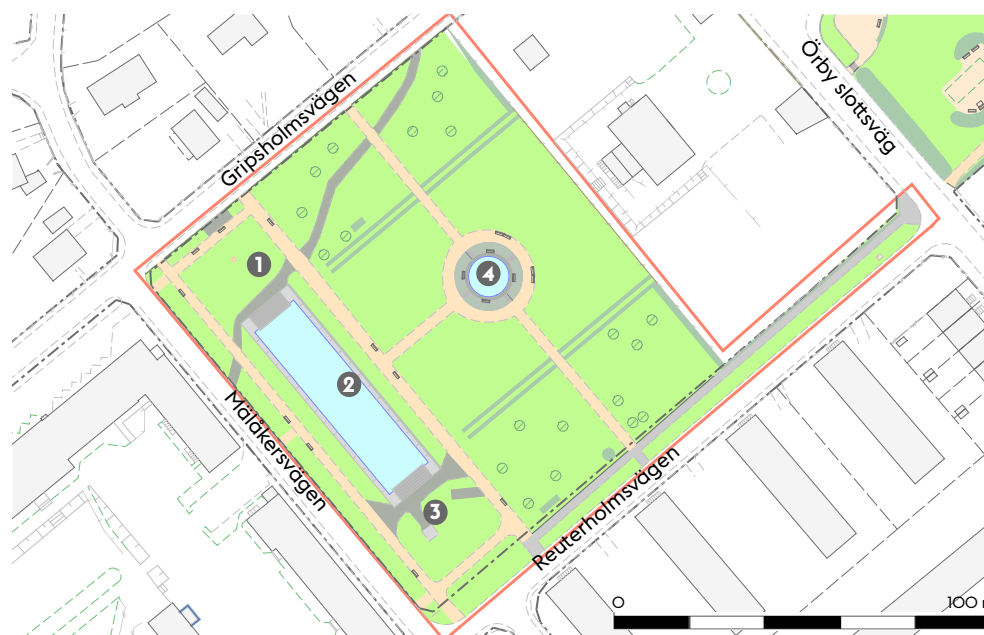 Gripsholmsvägen
Örby slottsväg
1
4
2
Mälåkersvägen
3
Reuterholmsvägen
0
100 m